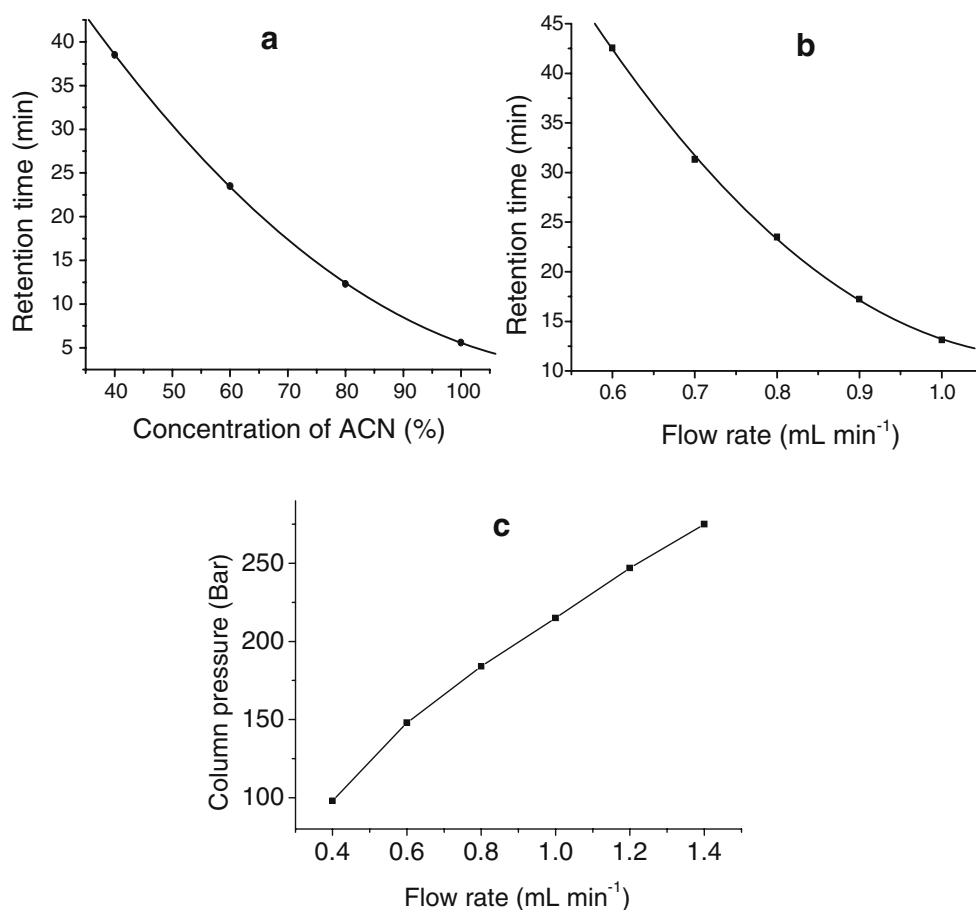 a
40
35
30
25
20
15
10
5
Retention time (min)
40 50 60 70 80 90 100
Concentration of ACN (%)
b
45
40
35
30
25
20
15
10
Retention time (min)
0.6 0.7 0.8 0.9 1.0
Flow rate (mL min⁻¹)
c
250
200
150
100
Column pressure (Bar)
0.4 0.6 0.8 1.0 1.2 1.4
Flow rate (mL min⁻¹)